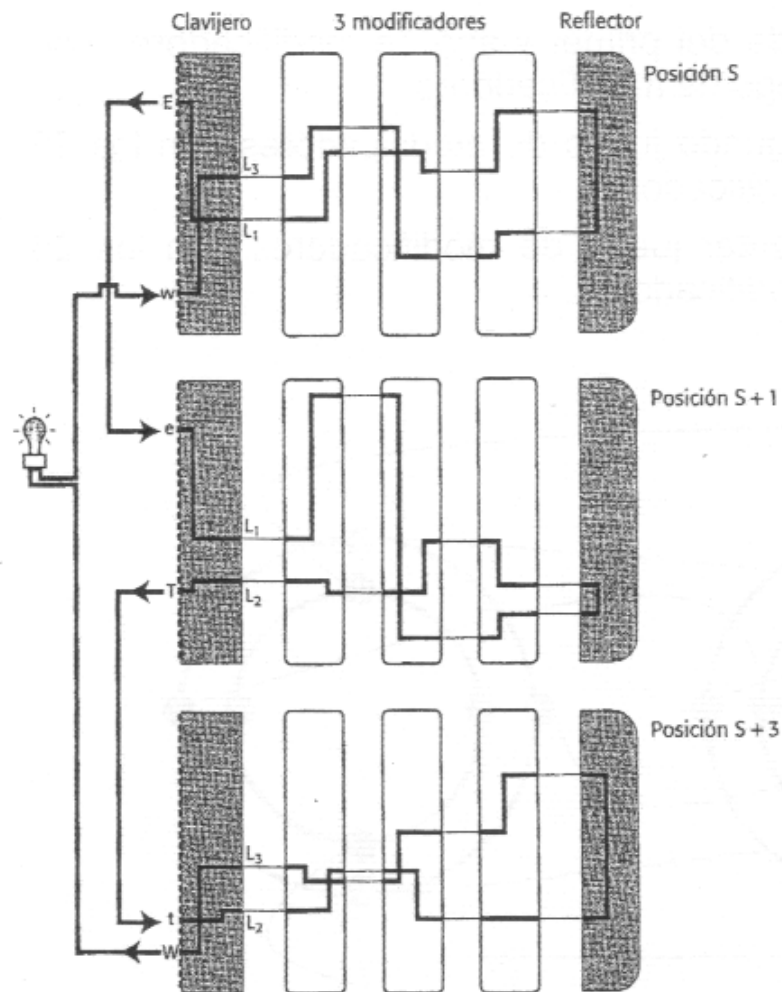 Clavijero 3 modificadores Reflector
Posición S
E
L₃
L₁
w
Posición S + 1
e
L₁
T
L₂
Posición S + 3
L₃
t
L₂
W